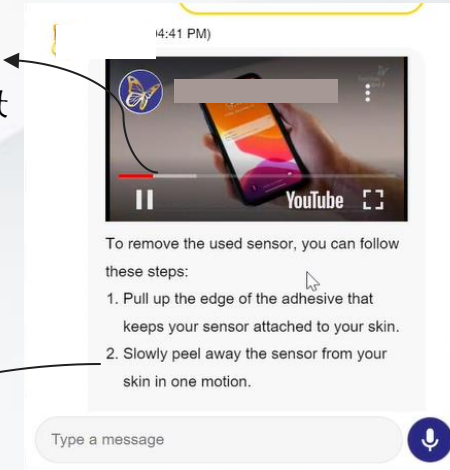 04:41 PM)
YouTube
To remove the used sensor, you can follow
these steps:
1. Pull up the edge of the adhesive that
keeps your sensor attached to your skin.
2. Slowly peel away the sensor from your
skin in one motion.
Type a message